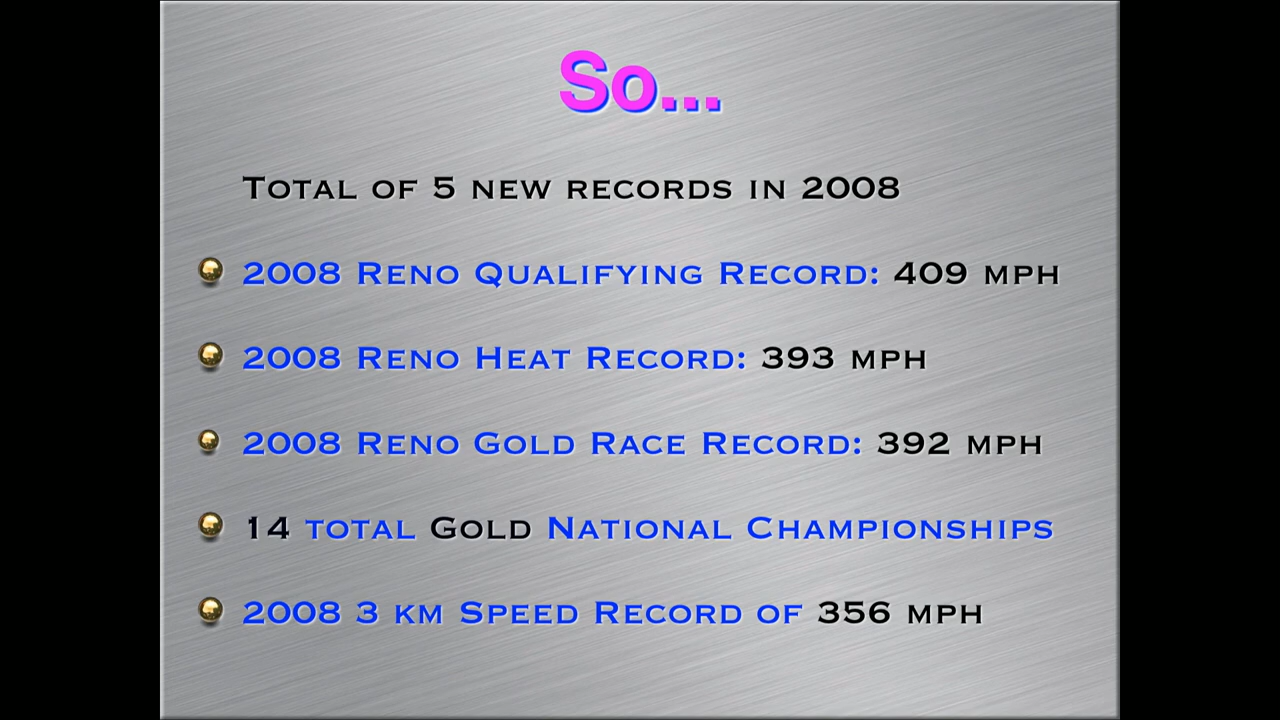 So...
Total of 5 new records in 2008
2008 Reno Qualifying Record: 409 mph
2008 Reno Heat Record: 393 mph
2008 Reno Gold Race Record: 392 mph
14 total Gold National Championships
2008 3 km Speed Record of 356 mph